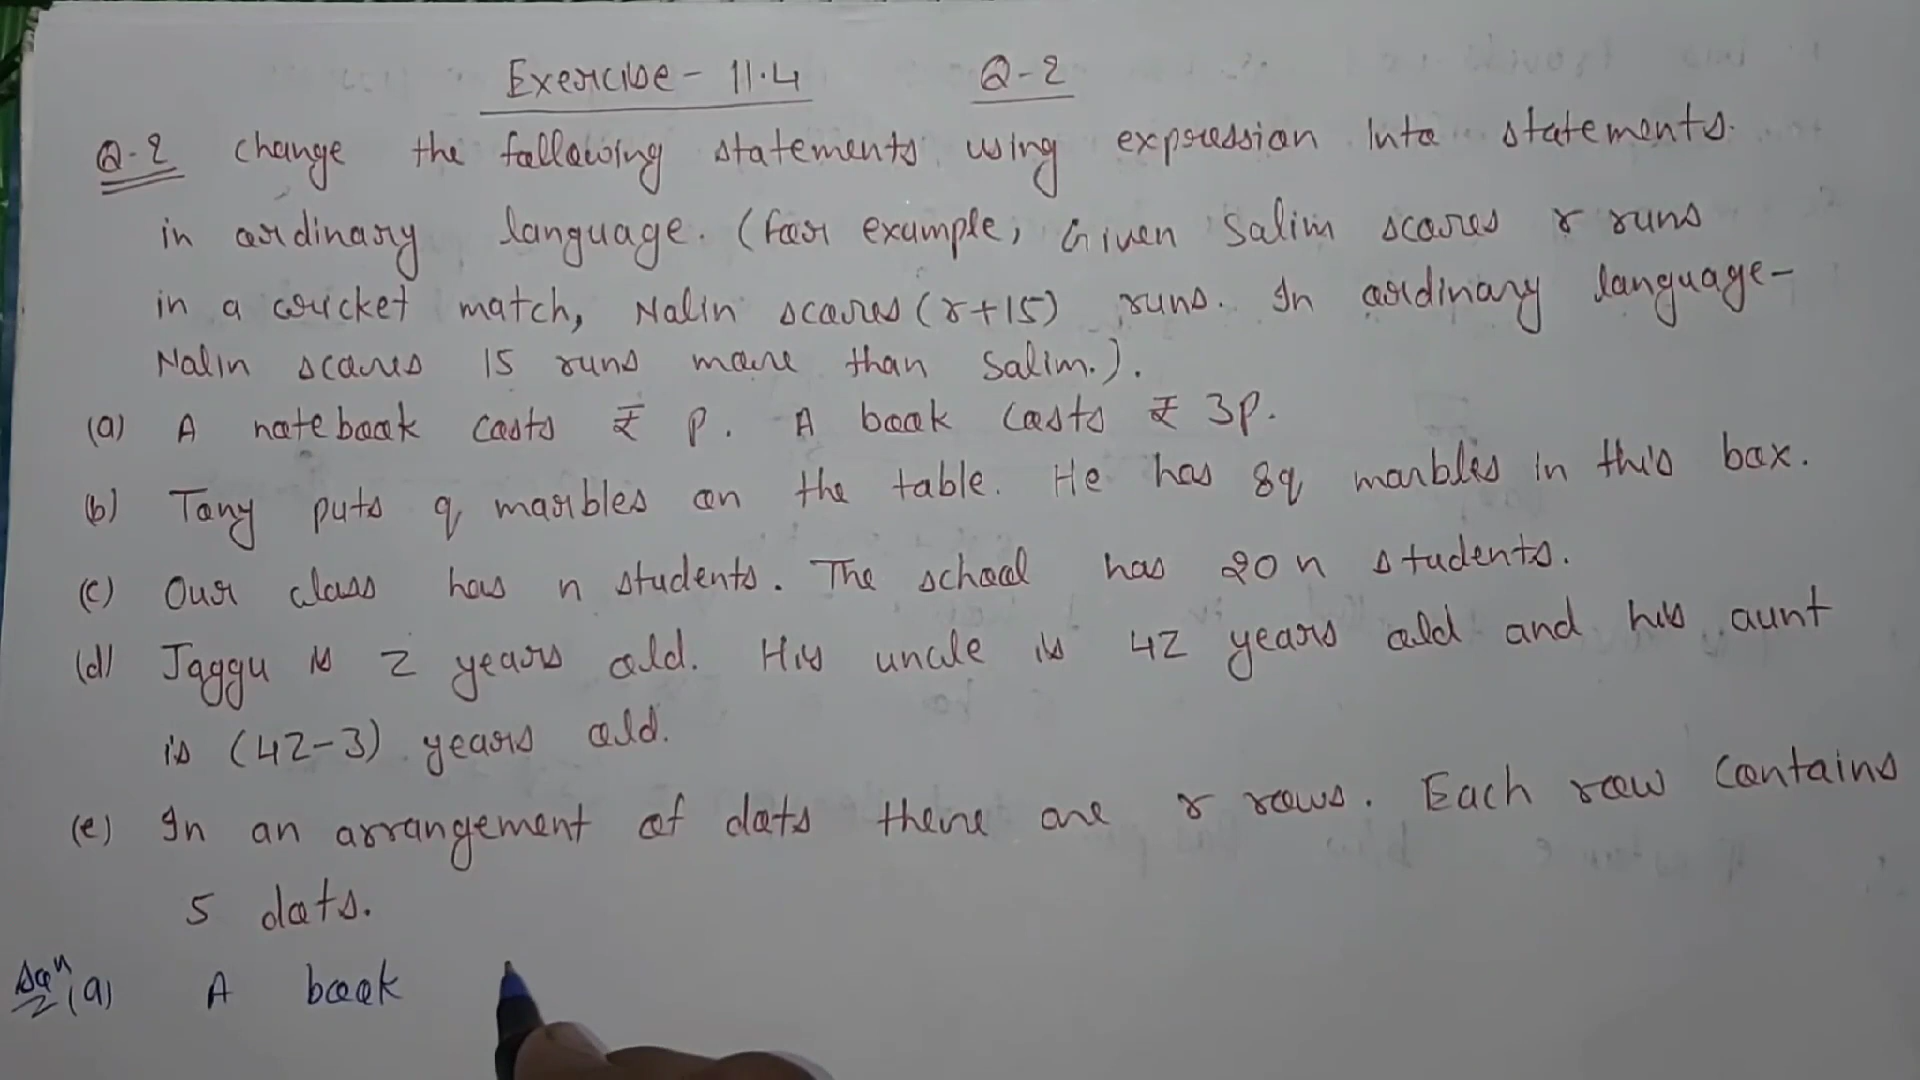 Exercise - 11.4 Q-2
Q-2 change the following statements using expression Into statements.
in ordinary language. (for example, Given Salim scores r runs
in a cricket match, Nalin scores (r+15) runs. In ordinary language-
Nalin scores 15 runs more than Salim.).
(a) A notebook costs ₹ p. A book costs ₹ 3p.
(b) Tony puts q marbles on the table. He has 8q marbles in this box.
(c) Our class has n students. The school has 20n students.
(d) Jaggu is z years old. His uncle is 4z years old and his aunt
is (4z-3) years old.
(e) In an arrangement of dots there are r rows. Each row contains
5 dots.
Soⁿ (a) A book